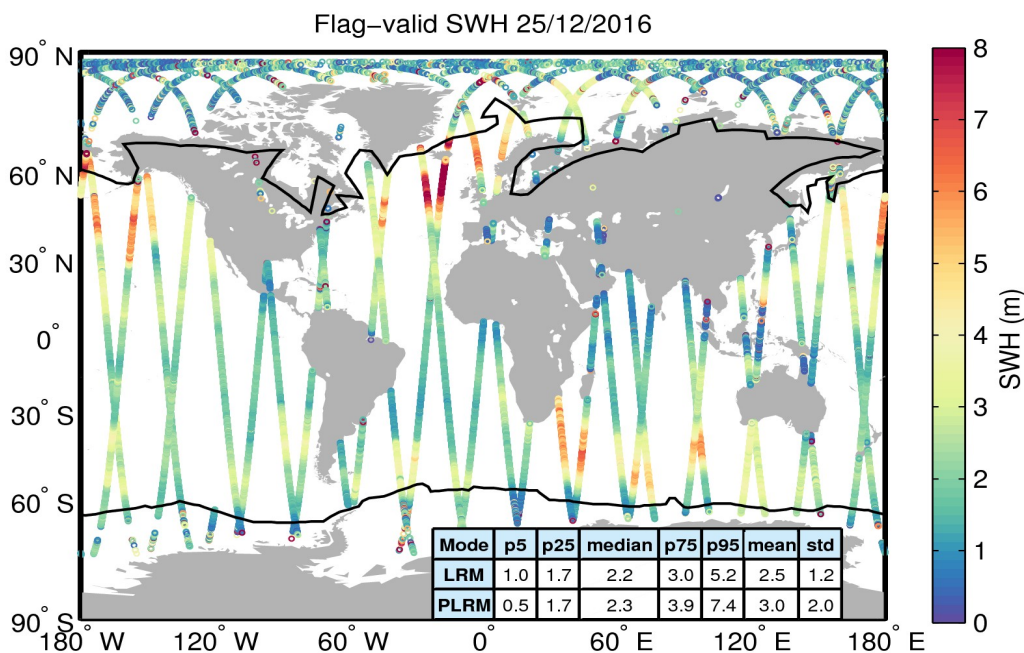 Flag−valid SWH 25/12/2016
90° N
60° N
30° N
0°
30° S
60° S
90° S
180° W
120° W
60° W
0°
60° E
120° E
180° E
8
7
6
5
4
3
2
1
0
SWH (m)
Mode p5 p25 median p75 p95 mean std
LRM 1.0 1.7 2.2 3.0 5.2 2.5 1.2
PLRM 0.5 1.7 2.3 3.9 7.4 3.0 2.0